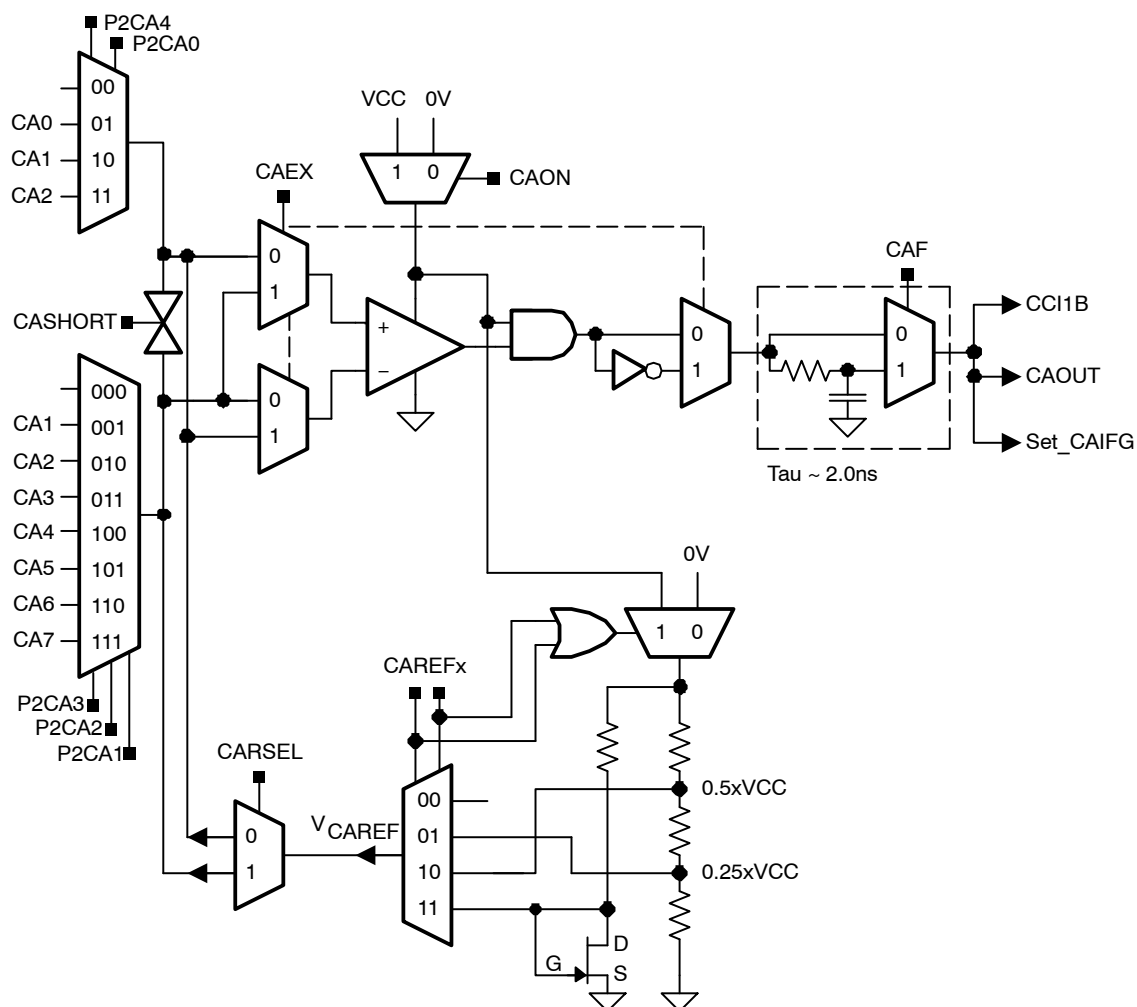 P2CA4
P2CA0
00
CA0
01
CA1
10
CA2
11
VCC
0V
1
0
CAON
CAEX
0
1
CASHORT
+
−
0
1
0
1
CAF
0
1
CCI1B
CAOUT
Set_CAIFG
Tau ~ 2.0ns
000
CA1
001
CA2
010
CA3
011
CA4
100
CA5
101
CA6
110
CA7
111
P2CA3
P2CA2
P2CA1
0V
1
0
CAREFx
CARSEL
0
1
VCAREF
00
01
10
11
0.5xVCC
0.25xVCC
D
G
S